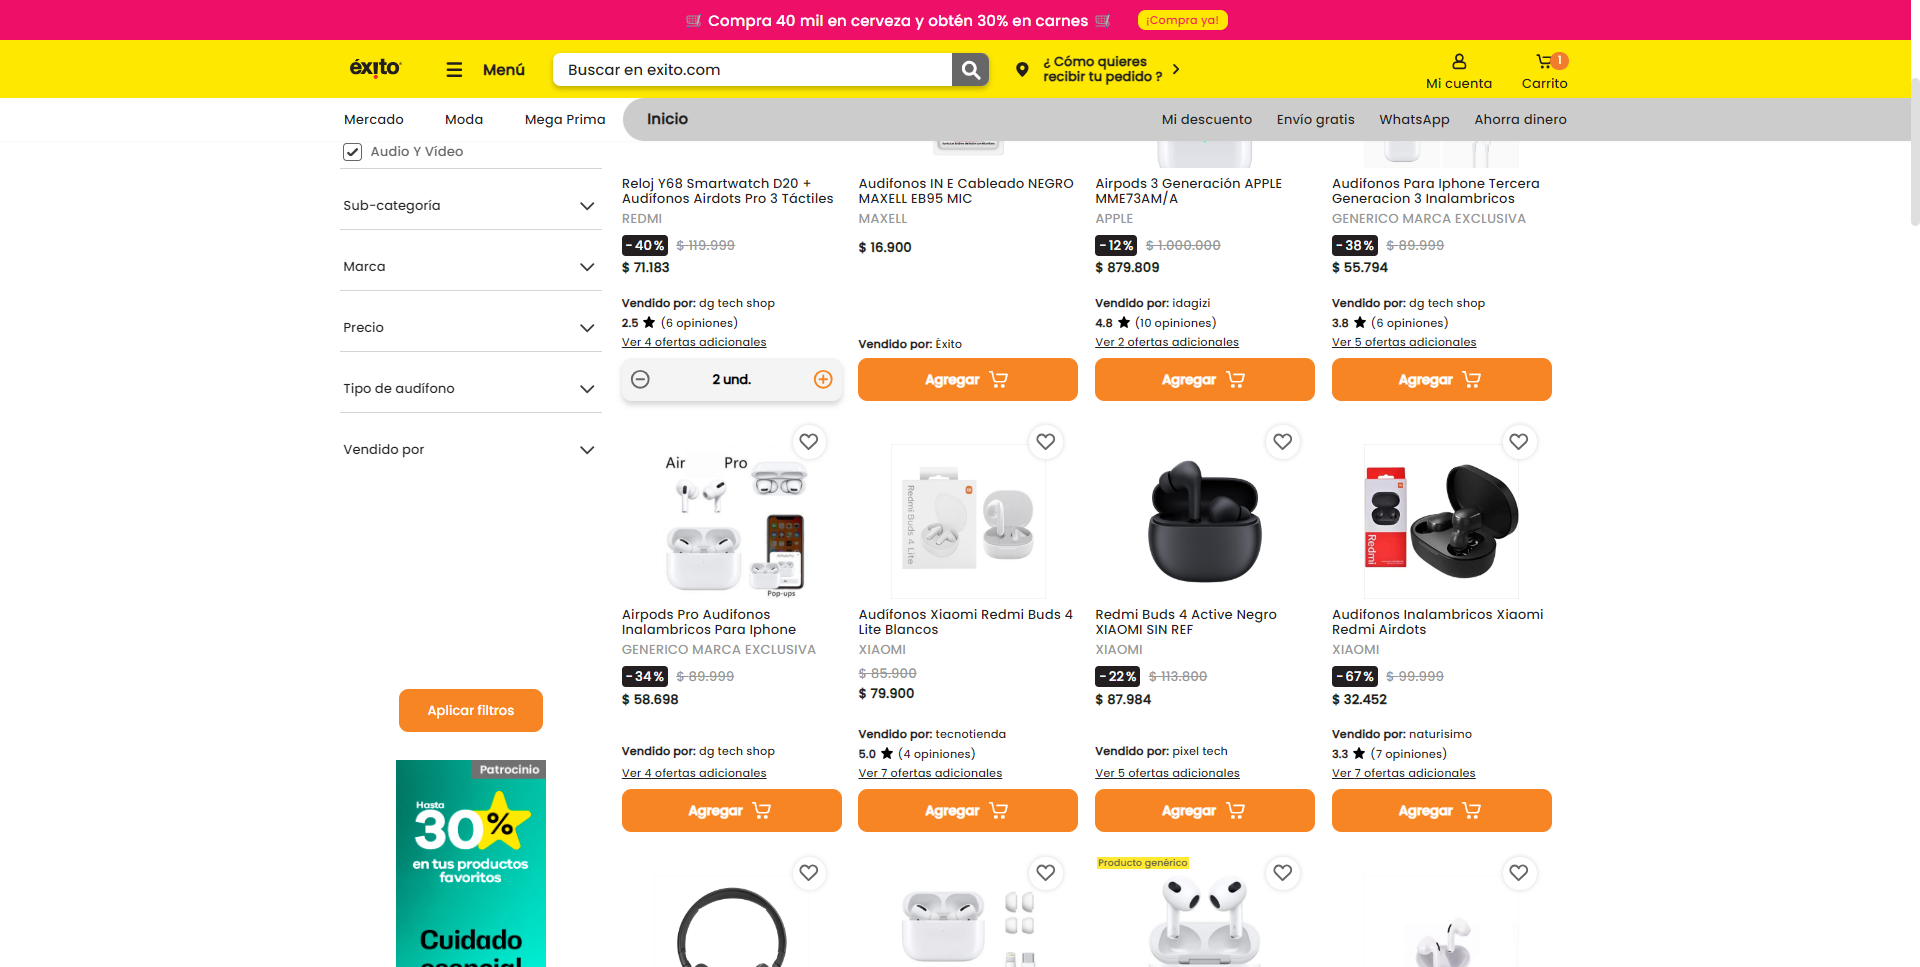 Compra 40 mil en cerveza y obtén 30% en carnes
¡Compra ya!
éxito
Menú
Buscar en exito.com
¿ Cómo quieres
recibir tu pedido ?
Mi cuenta
1
Carrito
Mercado
Moda
Mega Prima
Inicio
Mi descuento
Envío gratis
WhatsApp
Ahorra dinero
Audio Y Vídeo
Sub-categoría
Marca
Precio
Tipo de audífono
Vendido por
Aplicar filtros
Patrocinio
Hasta
30%
en tus productos
favoritos
Cuidado
esencial
Reloj Y68 Smartwatch D20 +
Audífonos Airdots Pro 3 Táctiles
REDMI
-40% $ 119.999
$ 71.183
Vendido por: dg tech shop
2.5 ★ (6 opiniones)
Ver 4 ofertas adicionales
2 und.
Audifonos IN E Cableado NEGRO
MAXELL EB95 MIC
MAXELL
$ 16.900
Vendido por: Éxito
Agregar
Airpods 3 Generación APPLE
MME73AM/A
APPLE
-12% $ 1.000.000
$ 879.809
Vendido por: idagizi
4.8 ★ (10 opiniones)
Ver 2 ofertas adicionales
Agregar
Audifonos Para Iphone Tercera
Generacion 3 Inalambricos
GENERICO MARCA EXCLUSIVA
-38% $ 89.999
$ 55.794
Vendido por: dg tech shop
3.8 ★ (6 opiniones)
Ver 5 ofertas adicionales
Agregar
Air Pro
Pop-ups
Airpods Pro Audifonos
Inalambricos Para Iphone
GENERICO MARCA EXCLUSIVA
-34% $ 89.999
$ 58.698
Vendido por: dg tech shop
Ver 4 ofertas adicionales
Agregar
Redmi Buds 4 Lite
Audífonos Xiaomi Redmi Buds 4
Lite Blancos
XIAOMI
$ 85.900
$ 79.900
Vendido por: tecnotienda
5.0 ★ (4 opiniones)
Ver 7 ofertas adicionales
Agregar
Redmi Buds 4 Active Negro
XIAOMI SIN REF
XIAOMI
-22% $ 113.800
$ 87.984
Vendido por: pixel tech
Ver 5 ofertas adicionales
Agregar
Redmi
Audifonos Inalambricos Xiaomi
Redmi Airdots
XIAOMI
-67% $ 99.999
$ 32.452
Vendido por: naturisimo
3.3 ★ (7 opiniones)
Ver 7 ofertas adicionales
Agregar
Producto genérico